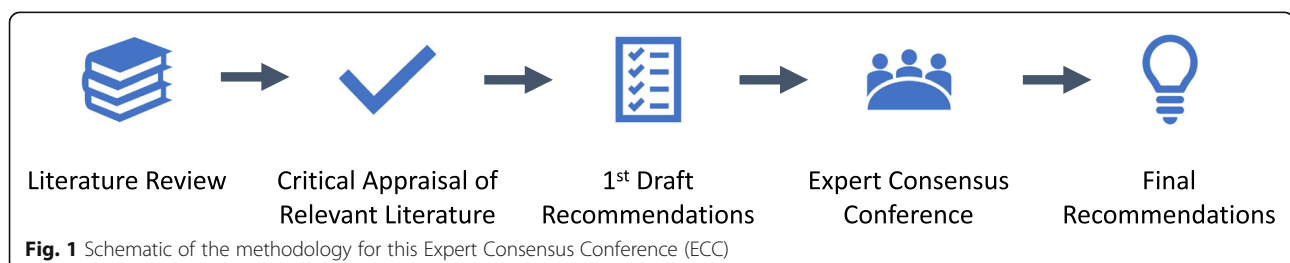 Literature Review
Critical Appraisal of
Relevant Literature
1st Draft
Recommendations
Expert Consensus
Conference
Final
Recommendations
Fig. 1 Schematic of the methodology for this Expert Consensus Conference (ECC)